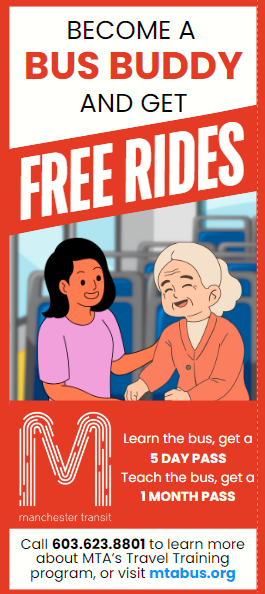 BECOME A
BUS BUDDY
AND GET
FREE RIDES
Learn the bus, get a
5 DAY PASS
Teach the bus, get a
1 MONTH PASS
M
manchester transit
Call 603.623.8801 to learn more
about MTA's Travel Training
program, or visit mtabus.org